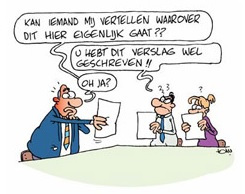 KAN IEMAND MIJ VERTELLEN WAAROVER
DIT HIER EIGENLIJK GAAT??
U HEBT DIT VERSLAG WEL
GESCHREVEN!!
OH JA?
? ? ?